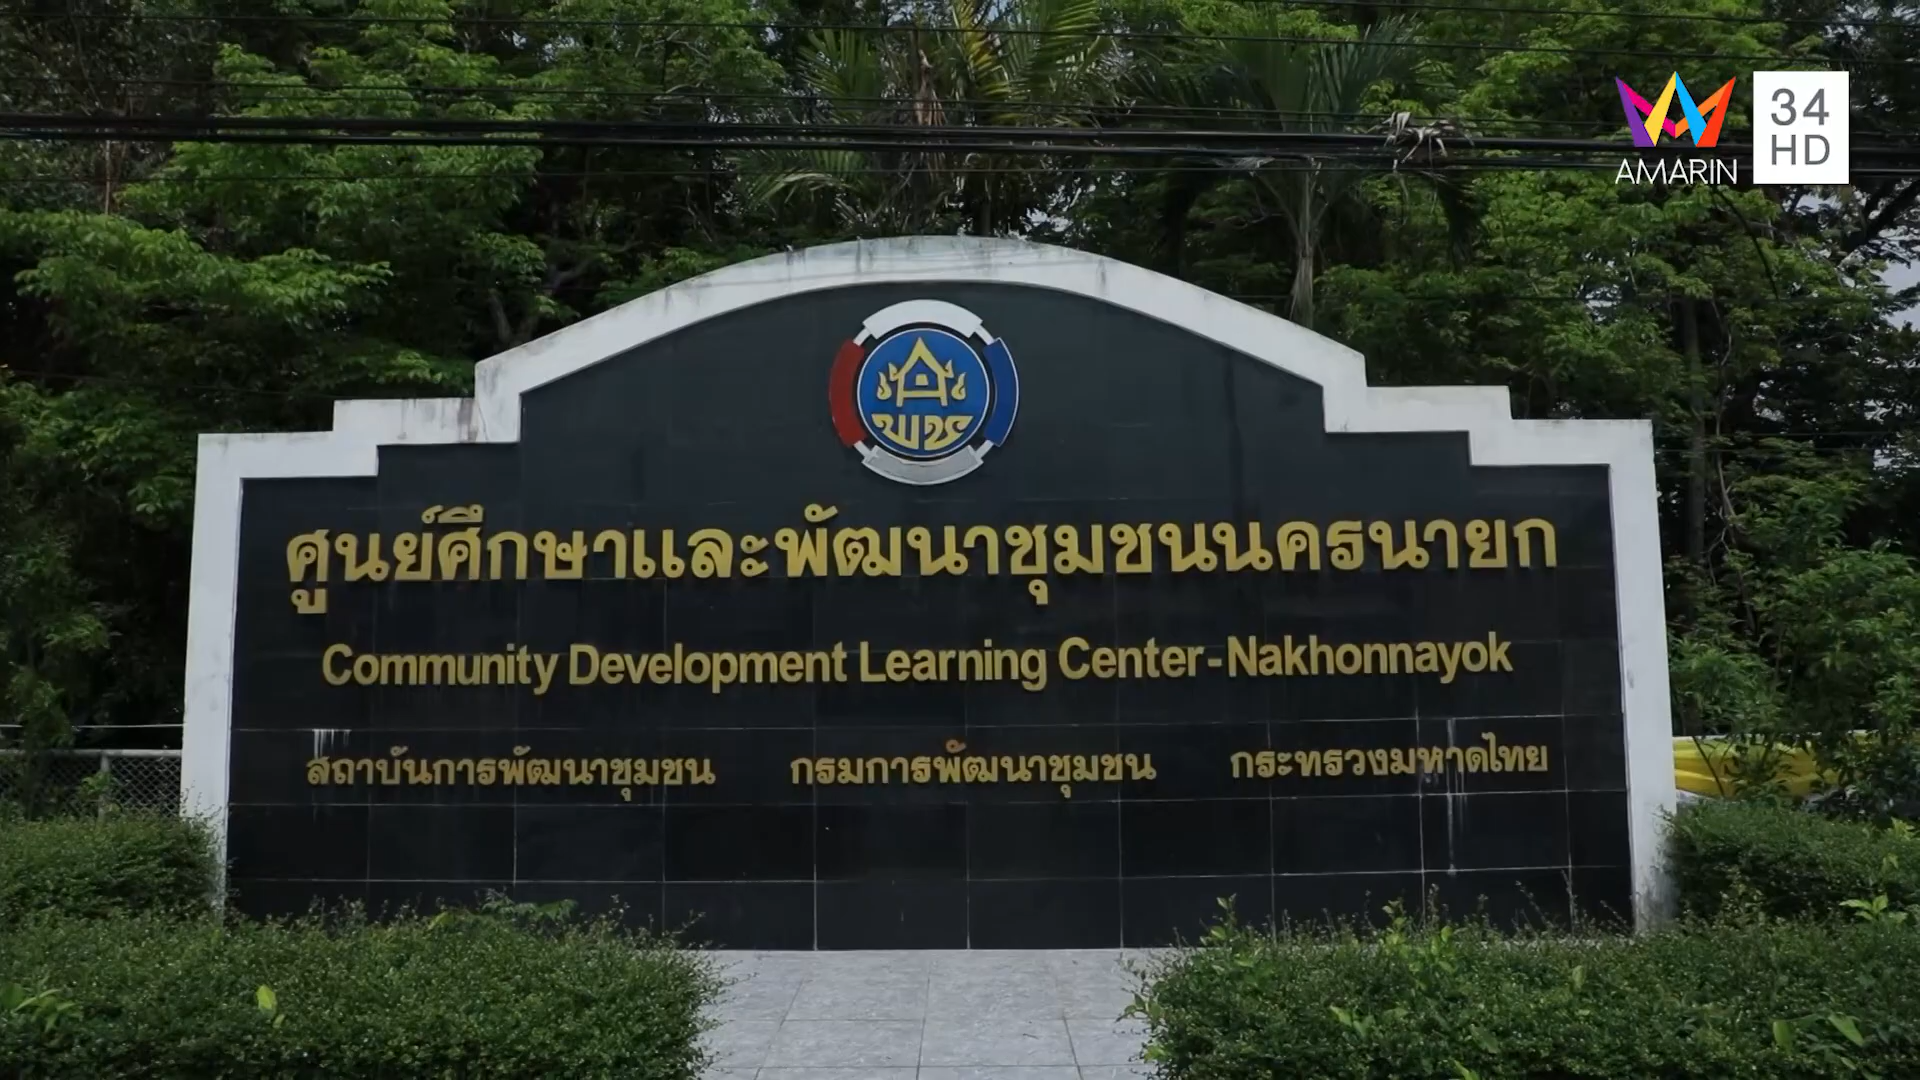 AMARIN
34
HD
พช
ศูนย์ศึกษาและพัฒนาชุมชนนครนายก
Community Development Learning Center-Nakhonnayok
สถาบันการพัฒนาชุมชน กรมการพัฒนาชุมชน กระทรวงมหาดไทย